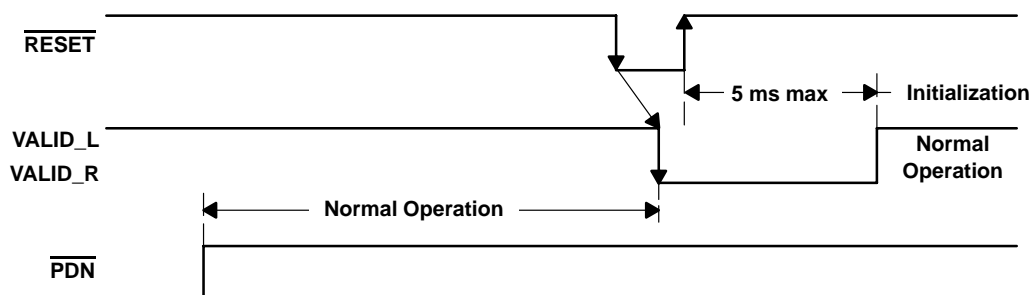 RESET
5 ms max
Initialization
VALID_L
VALID_R
Normal
Operation
Normal Operation
PDN